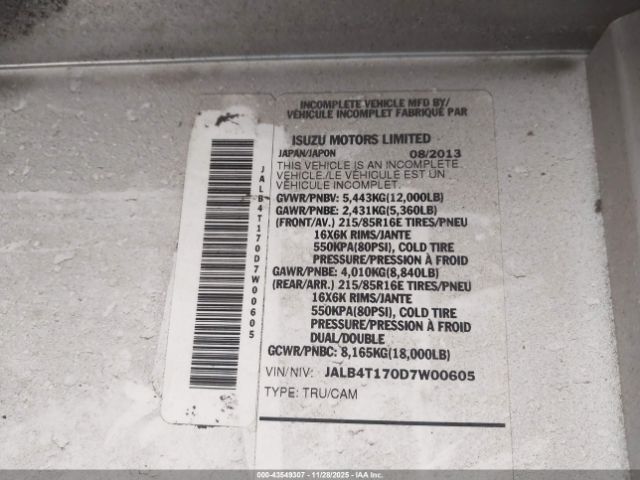 INCOMPLETE VEHICLE MFD BY/
VÉHICULE INCOMPLET FABRIQUÉ PAR
ISUZU MOTORS LIMITED
JAPAN/JAPON 08/2013
THIS VEHICLE IS AN INCOMPLETE
VEHICLE./LE VÉHICULE EST UN
VÉHICULE INCOMPLET.
GVWR/PNBV: 5,443KG(12,000LB)
GAWR/PNBE: 2,431KG(5,360LB)
(FRONT/AV.) 215/85R16E TIRES/PNEU
16X6K RIMS/JANTE
550KPA(80PSI), COLD TIRE
PRESSURE/PRESSION À FROID
GAWR/PNBE: 4,010KG(8,840LB)
(REAR/ARR.) 215/85R16E TIRES/PNEU
16X6K RIMS/JANTE
550KPA(80PSI), COLD TIRE
PRESSURE/PRESSION À FROID
DUAL/DOUBLE
GCWR/PNBC: 8,165KG(18,000LB)
VIN/NIV: JALB4T170D7W00605
TYPE: TRU/CAM
JALB4T170D7W00605
000-43549307 - 11/28/2025 - IAA Inc.